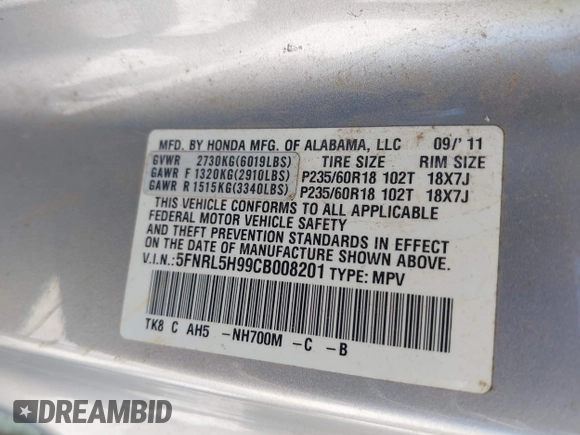 MFD. BY HONDA MFG. OF ALABAMA, LLC 09/'11
GVWR 2730KG(6019LBS) TIRE SIZE RIM SIZE
GAWR F 1320KG(2910LBS) P235/60R18 102T 18X7J
GAWR R 1515KG(3340LBS) P235/60R18 102T 18X7J
THIS VEHICLE CONFORMS TO ALL APPLICABLE
FEDERAL MOTOR VEHICLE SAFETY
AND THEFT PREVENTION STANDARDS IN EFFECT
ON THE DATE OF MANUFACTURE SHOWN ABOVE.
V.I.N.: 5FNRL5H99CB008201 TYPE: MPV
TK8 C AH5 -NH700M -C -B
DREAMBID